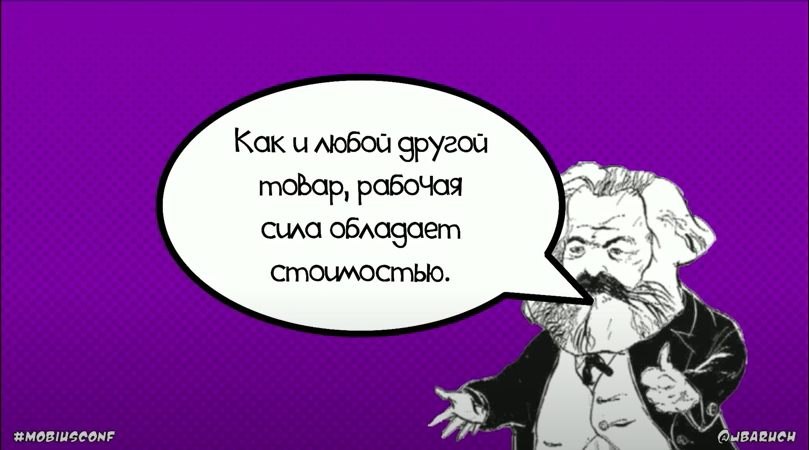 Как и любой другой
товар, рабочая
сила обладает
стоимостью.
#MOBIUSCONF
@JBARUCH